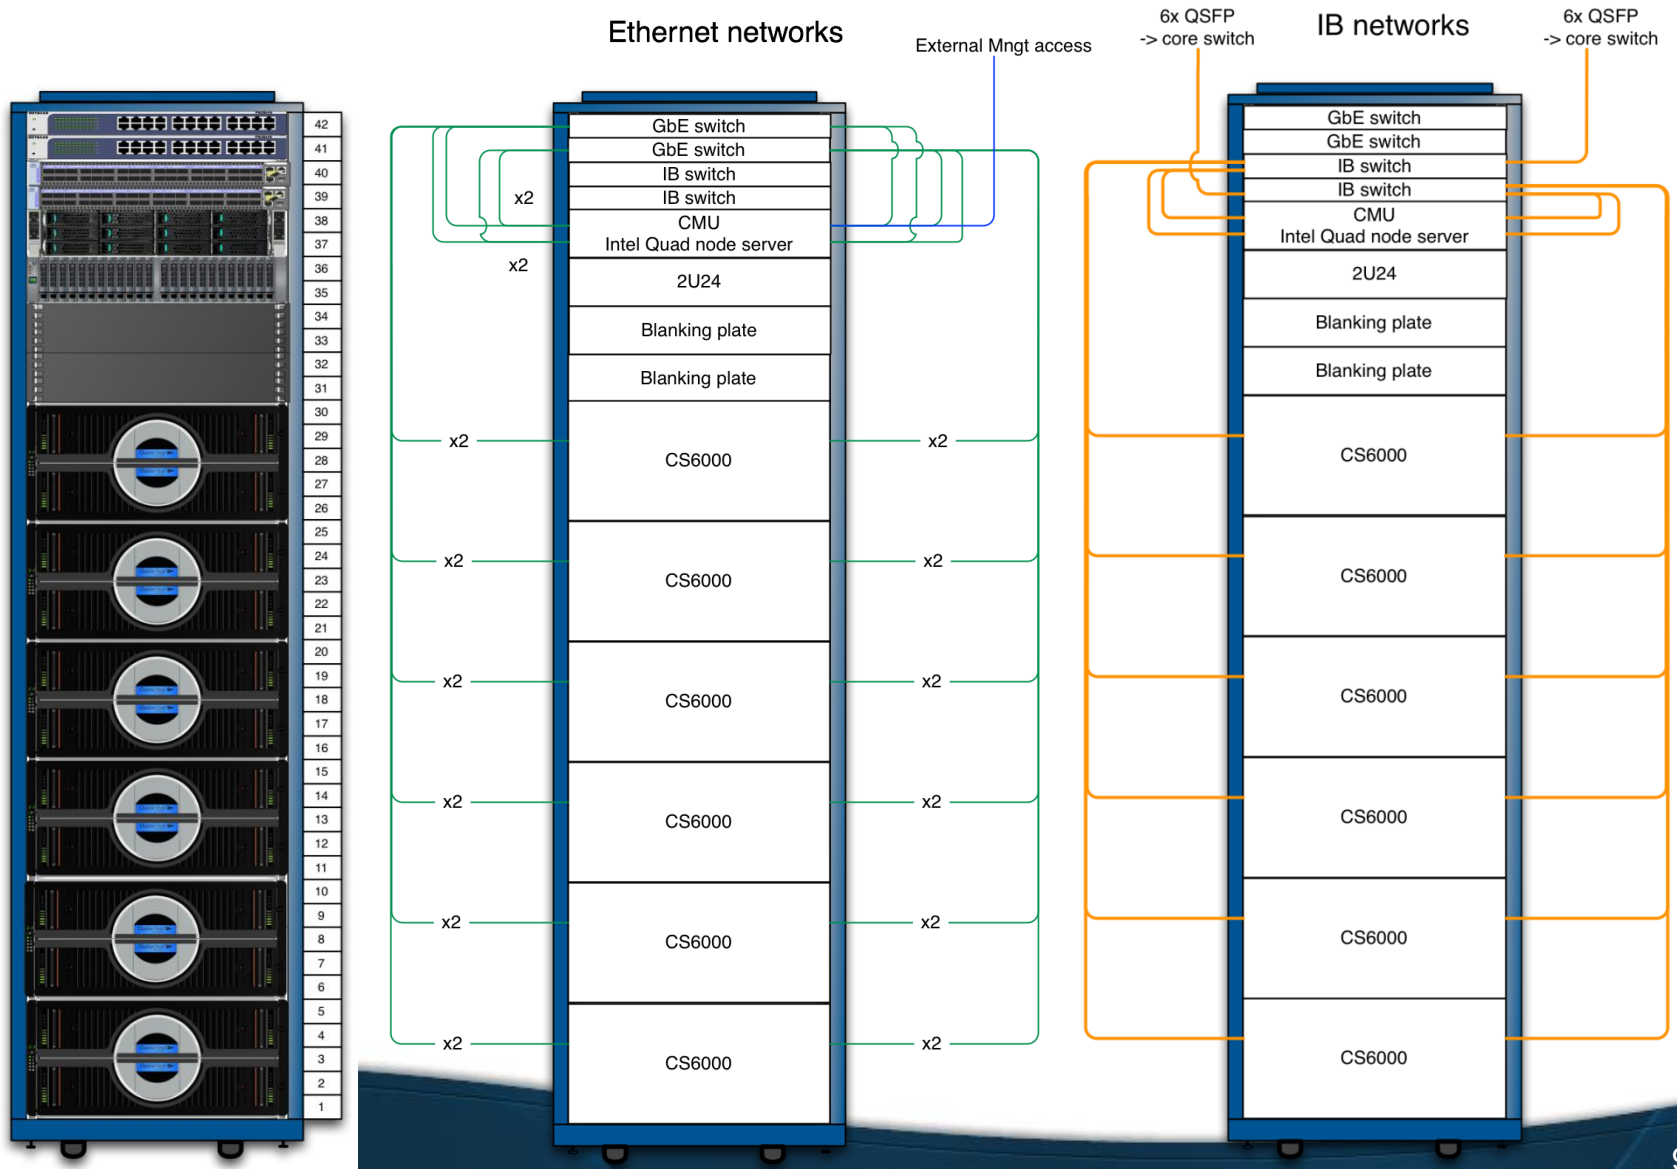 Ethernet networks
External Mngt access
6x QSFP
-> core switch
IB networks
6x QSFP
-> core switch
42
41
40
39
38
37
36
35
34
33
32
31
30
29
28
27
26
25
24
23
22
21
20
19
18
17
16
15
14
13
12
11
10
9
8
7
6
5
4
3
2
1
GbE switch
GbE switch
IB switch
IB switch
CMU
Intel Quad node server
2U24
Blanking plate
Blanking plate
CS6000
CS6000
CS6000
CS6000
CS6000
CS6000
x2
x2
x2
x2
x2
x2
x2
x2
x2
x2
x2
x2
x2
x2
GbE switch
GbE switch
IB switch
IB switch
CMU
Intel Quad node server
2U24
Blanking plate
Blanking plate
CS6000
CS6000
CS6000
CS6000
CS6000
CS6000